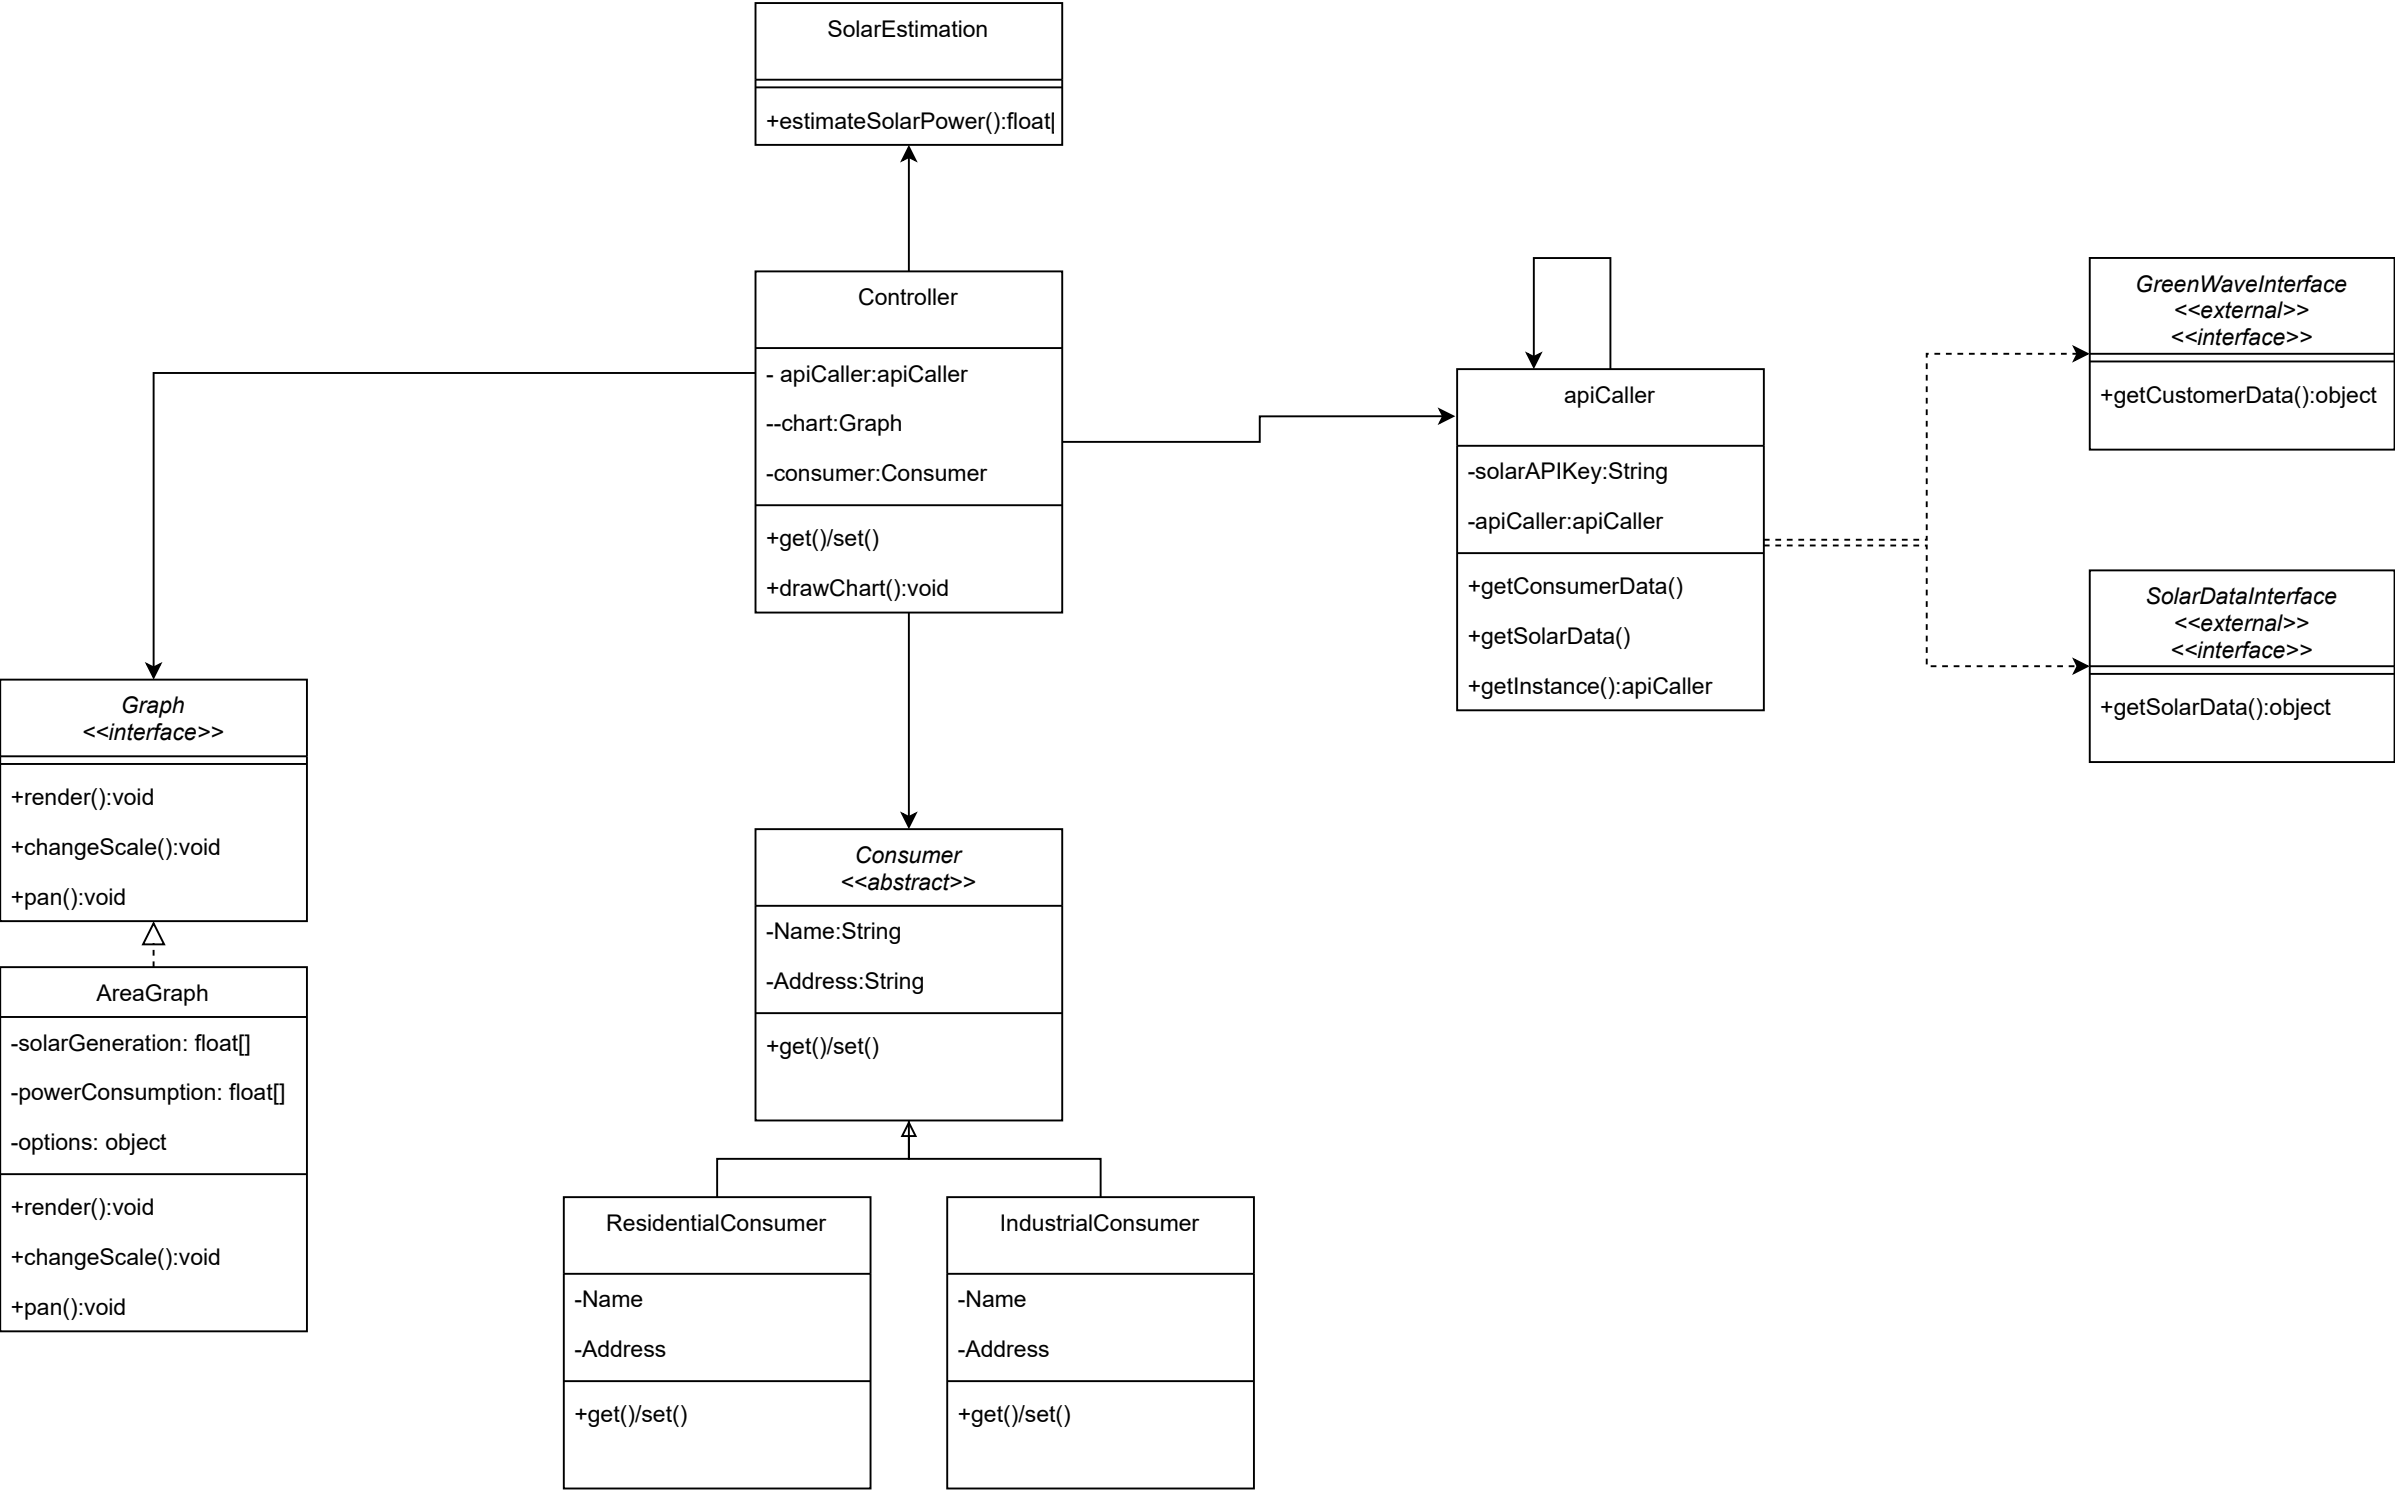 SolarEstimation
+estimateSolarPower():float[
Controller
- apiCaller:apiCaller
--chart:Graph
-consumer:Consumer
+get()/set()
+drawChart():void
apiCaller
-solarAPIKey:String
-apiCaller:apiCaller
+getConsumerData()
+getSolarData()
+getInstance():apiCaller
GreenWaveInterface
<<external>>
<<interface>>
+getCustomerData():object
SolarDataInterface
<<external>>
<<interface>>
+getSolarData():object
Graph
<<interface>>
+render():void
+changeScale():void
+pan():void
AreaGraph
-solarGeneration: float[]
-powerConsumption: float[]
-options: object
+render():void
+changeScale():void
+pan():void
Consumer
<<abstract>>
-Name:String
-Address:String
+get()/set()
ResidentialConsumer
-Name
-Address
+get()/set()
IndustrialConsumer
-Name
-Address
+get()/set()